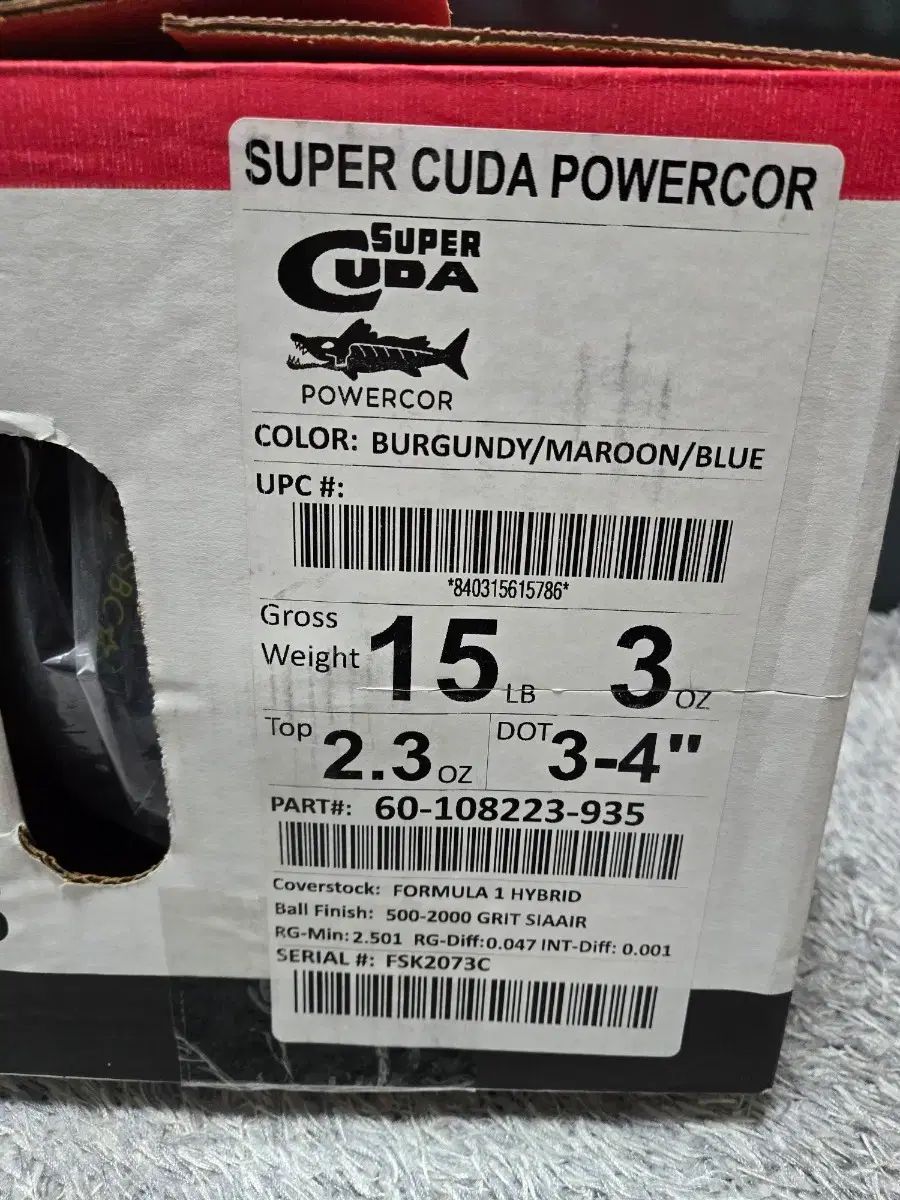 SUPER CUDA POWERCOR
SUPER
CUDA
POWERCOR
COLOR: BURGUNDY/MAROON/BLUE
UPC #:
*840315615786*
Gross
Weight 15 LB 3 OZ
Top 2.3 OZ DOT 3-4"
PART#: 60-108223-935
Coverstock: FORMULA 1 HYBRID
Ball Finish: 500-2000 GRIT SIAAIR
RG-Min: 2.501 RG-Diff: 0.047 INT-Diff: 0.001
SERIAL #: FSK2073C